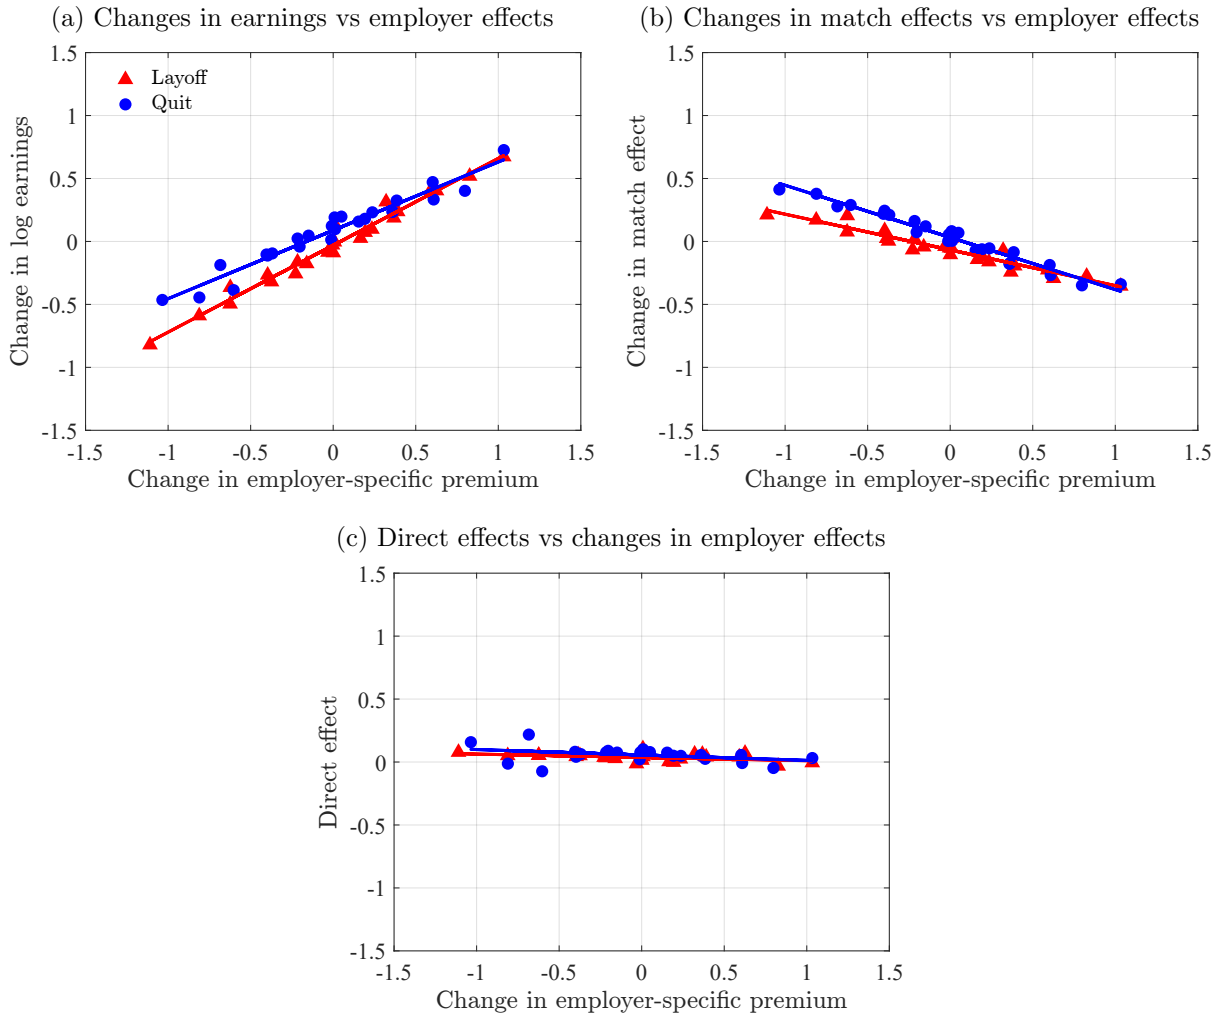 (a) Changes in earnings vs employer effects
1.5
1
0.5
0
-0.5
-1
-1.5
Change in log earnings
Layoff
Quit
-1.5 -1 -0.5 0 0.5 1 1.5
Change in employer-specific premium
(b) Changes in match effects vs employer effects
1.5
1
0.5
0
-0.5
-1
-1.5
Change in match effect
-1.5 -1 -0.5 0 0.5 1 1.5
Change in employer-specific premium
(c) Direct effects vs changes in employer effects
1.5
1
0.5
0
-0.5
-1
-1.5
Direct effect
-1.5 -1 -0.5 0 0.5 1 1.5
Change in employer-specific premium